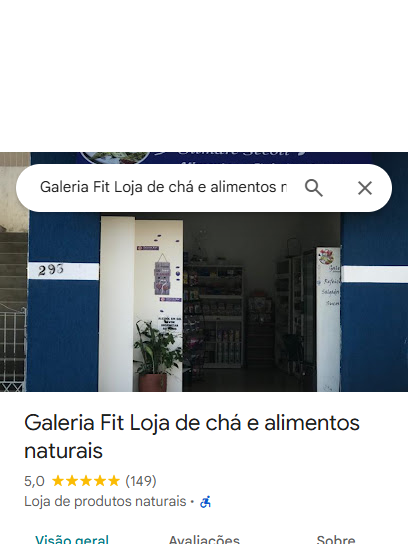 Galeria Fit Loja de chá e alimentos n
293
Galeria Fit Loja de chá e alimentos
naturais
5,0 ★★★★★ (149)
Loja de produtos naturais ·
Visão geral Avaliações Sobre